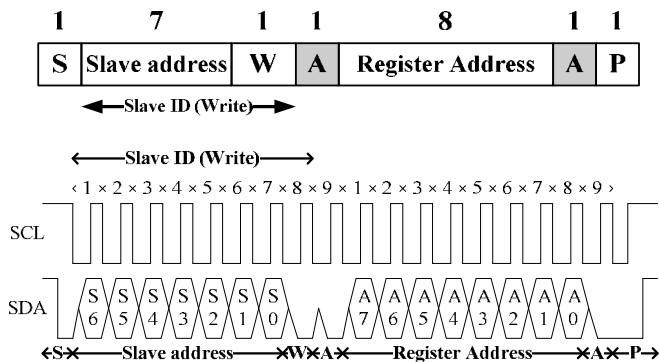 1 7 1 1 8 1 1
S Slave address W A Register Address A P
Slave ID (Write)
Slave ID (Write)
‹ 1 × 2 × 3 × 4 × 5 × 6 × 7 × 8 × 9 × 1 × 2 × 3 × 4 × 5 × 6 × 7 × 8 × 9 ›
SCL
SDA
S6 S5 S4 S3 S2 S1 S0 A7 A6 A5 A4 A3 A2 A1 A0
S Slave address W A Register Address A P